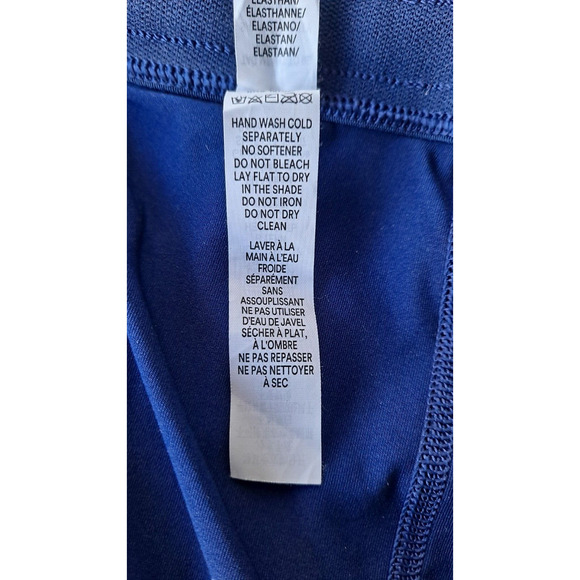 ELASTHAN/
ÉLASTHANNE/
ELASTANO/
ELASTAN/
ELASTAAN/
HAND WASH COLD
SEPARATELY
NO SOFTENER
DO NOT BLEACH
LAY FLAT TO DRY
IN THE SHADE
DO NOT IRON
DO NOT DRY
CLEAN
LAVER À LA
MAIN À L'EAU
FROIDE
SÉPARÉMENT
SANS
ASSOUPLISSANT
NE PAS UTILISER
D'EAU DE JAVEL
SÉCHER À PLAT,
À L'OMBRE
NE PAS REPASSER
NE PAS NETTOYER
À SEC